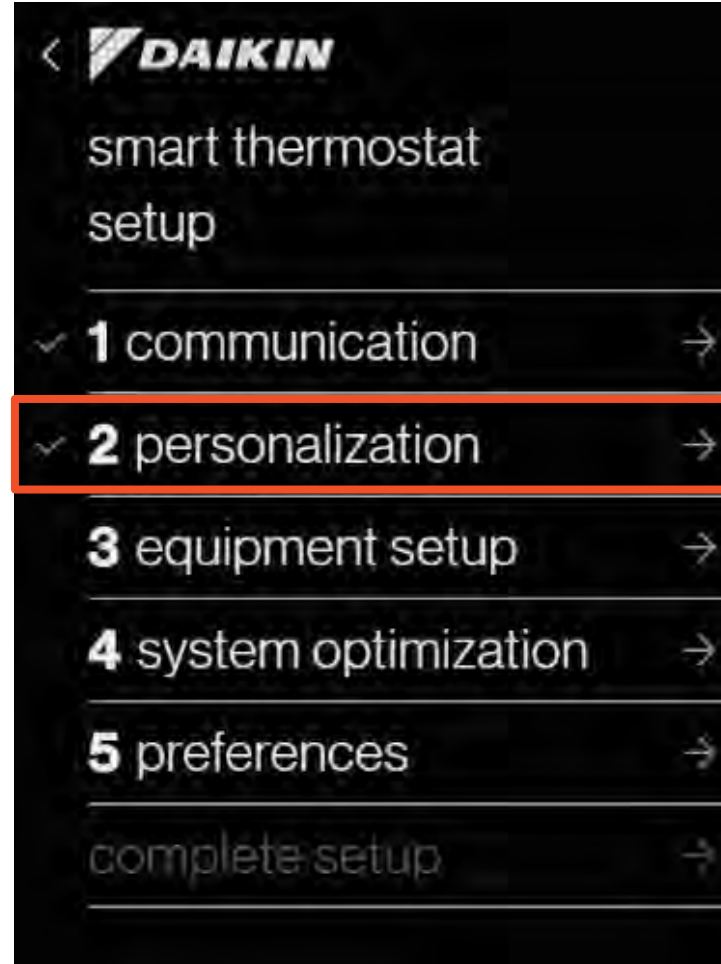 DAIKIN
smart thermostat
setup
1 communication
2 personalization
3 equipment setup
4 system optimization
5 preferences
complete setup